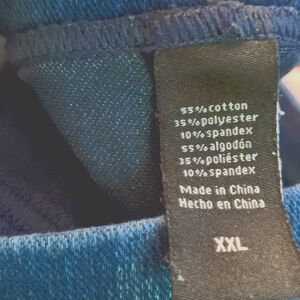 55%cotton
35%polyester
10%spandex
55%algodón
35%poliéster
10%spandex
Made in China
Hecho en China
XXL